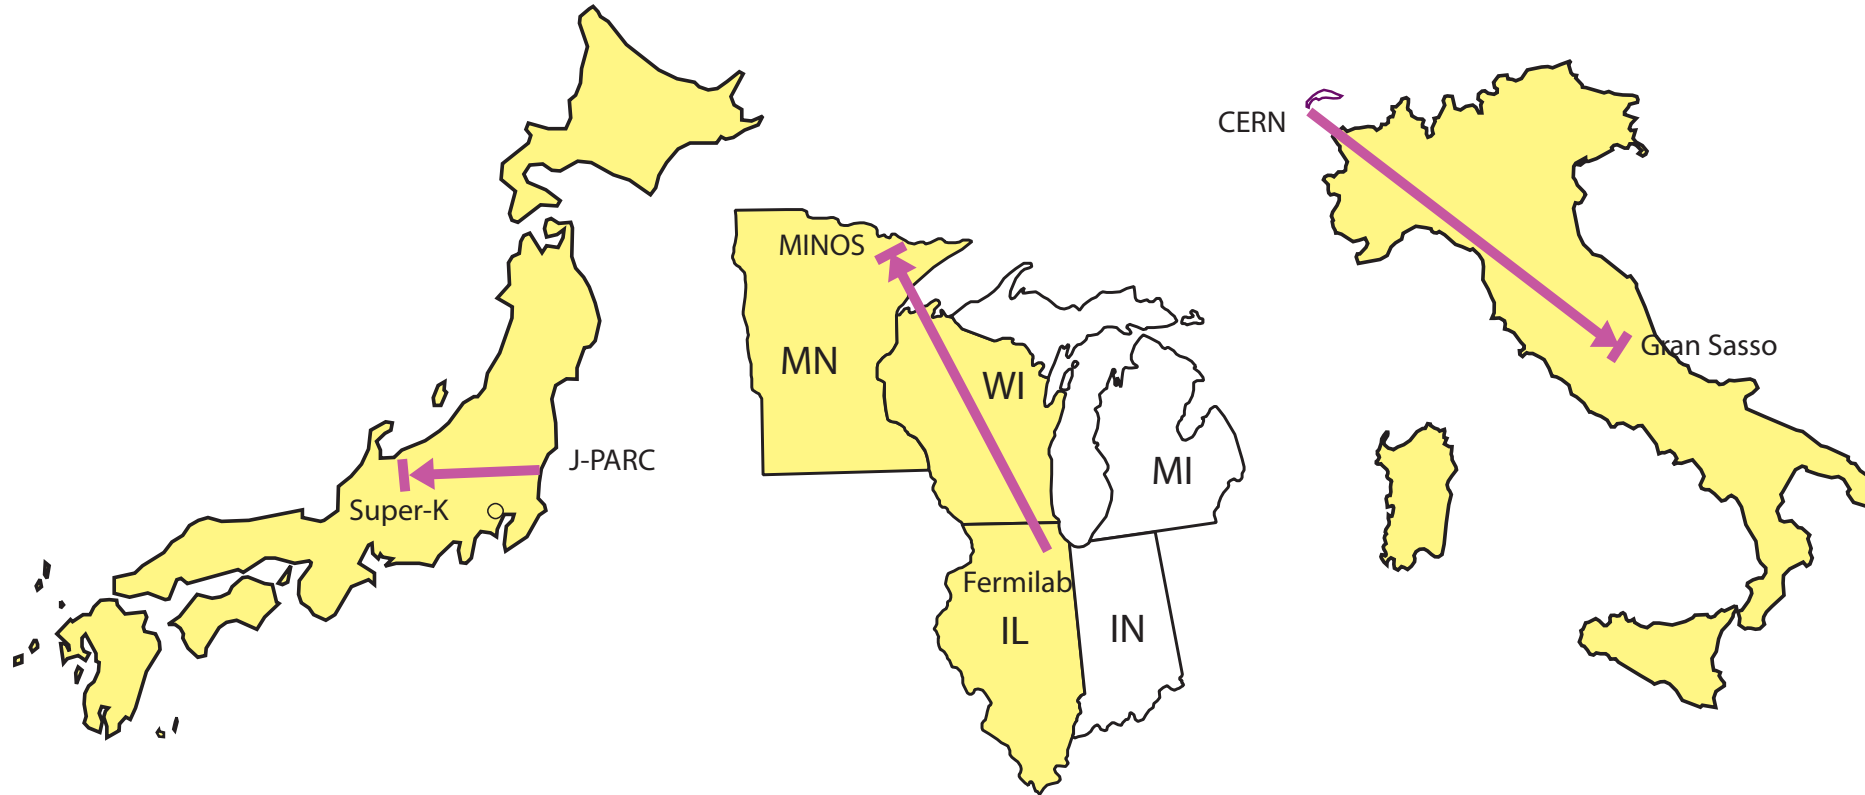 J-PARC
Super-K
MINOS
MN
WI
MI
Fermilab
IL
IN
CERN
Gran Sasso